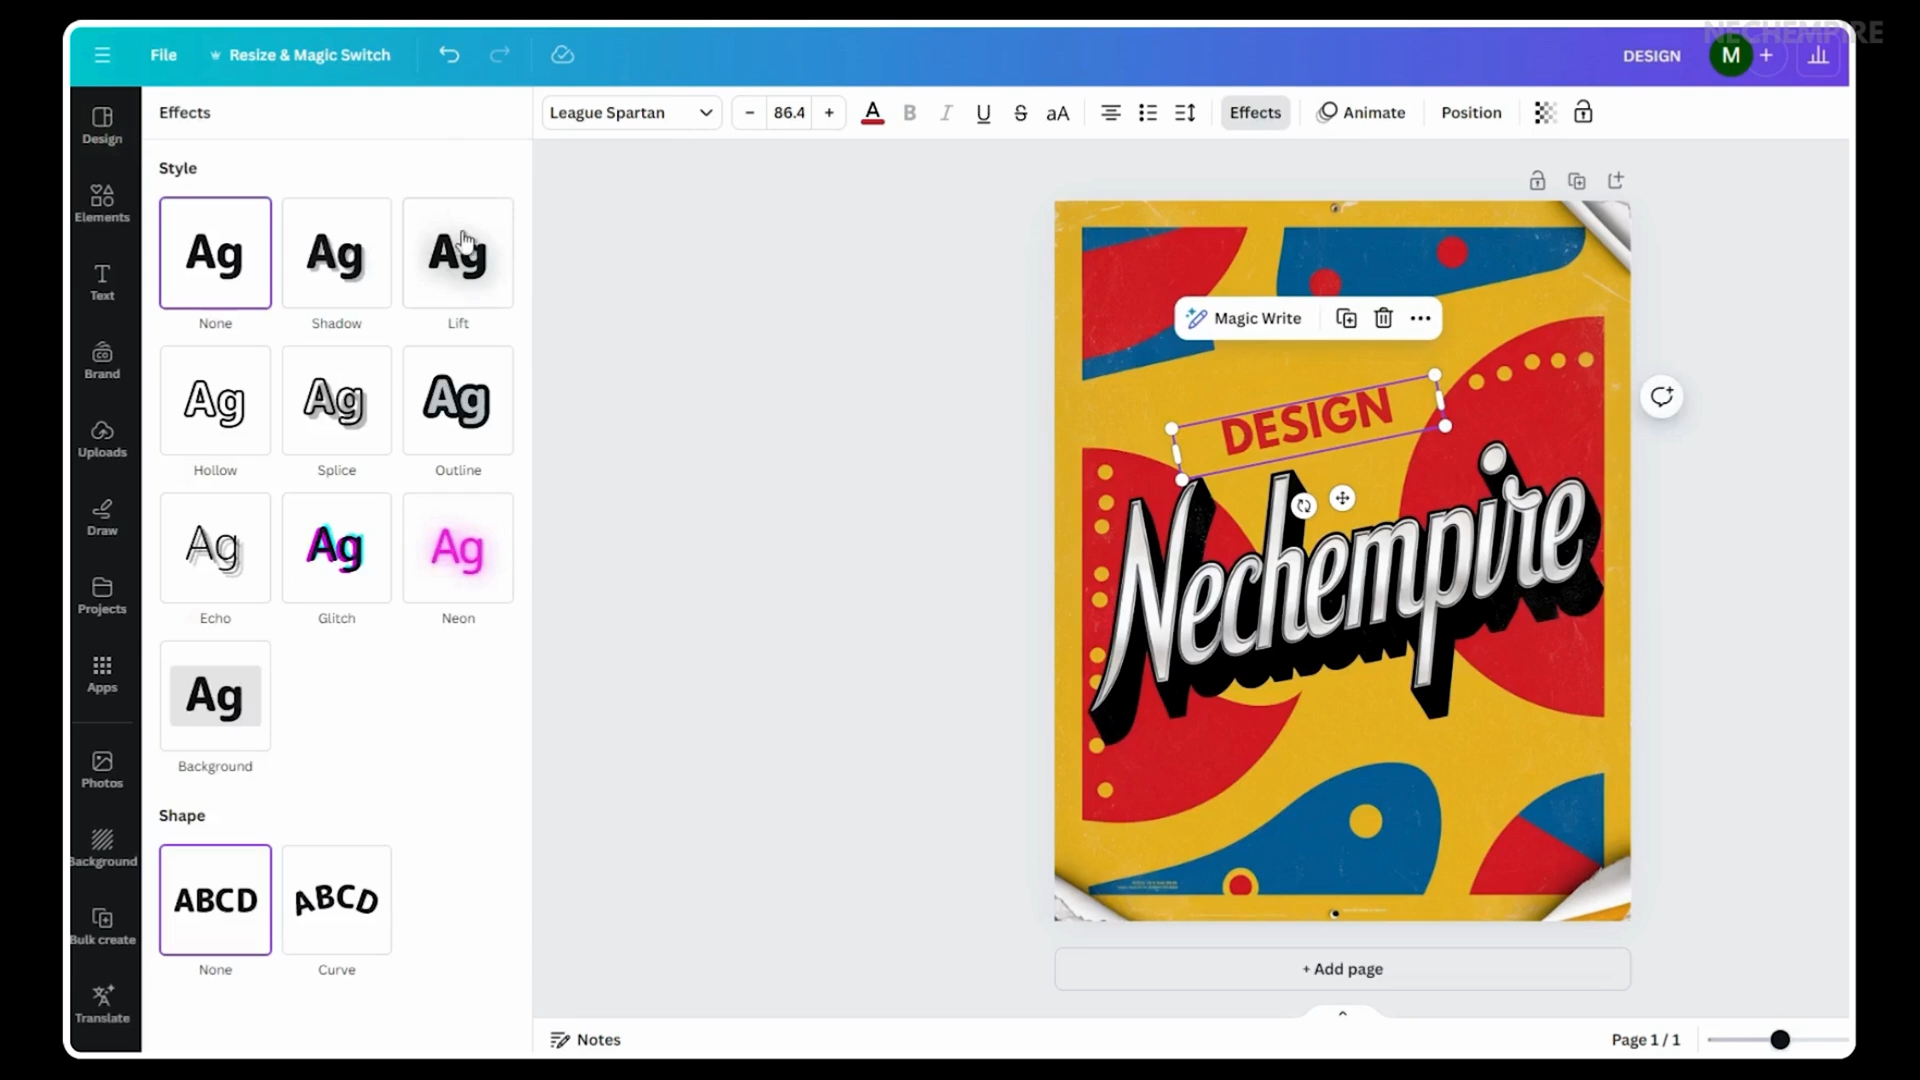 NECHEMPIRE
File
Resize & Magic Switch
DESIGN
M
Effects
League Spartan
86.4
A B I U S aA
Effects
Animate
Position
Design
Elements
Text
Brand
Uploads
Draw
Projects
Apps
Photos
Background
Bulk create
Translate
Style
Ag Ag Ag
None Shadow Lift
Ag Ag Ag
Hollow Splice Outline
Ag Ag Ag
Echo Glitch Neon
Ag
Background
Shape
ABCD ABCD
None Curve
Magic Write
DESIGN
Nechempire
+ Add page
Notes
Page 1 / 1